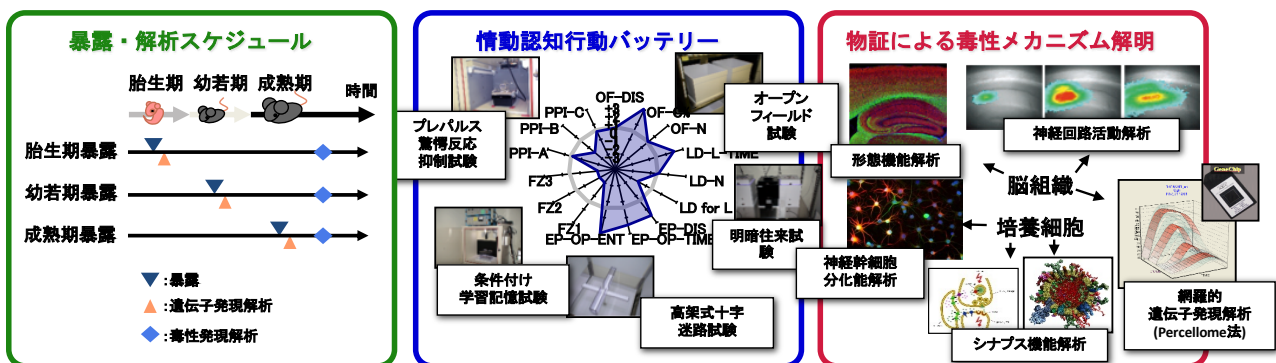 暴露・解析スケジュール
胎生期
幼若期
成熟期
時間
胎生期暴露
幼若期暴露
成熟期暴露
:暴露
:遺伝子発現解析
:毒性発現解析
情動認知行動バッテリー
プレパルス
驚愕反応
抑制試験
オープン
フィールド
試験
OF-DIS
OF-N
LD-L-TIME
LD-N
LD for L
EP-DIS
EP-OP-TIME
EP-OP-ENT
FZ1
FZ2
FZ3
PPI-A
PPI-B
PPI-C
明暗往来試
験
条件付け
学習記憶試験
高架式十字
迷路試験
物証による毒性メカニズム解明
形態機能解析
神経回路活動解析
脳組織
GeneChip
培養細胞
神経幹細胞
分化能解析
シナプス機能解析
網羅的
遺伝子発現解析
(Percellome法)